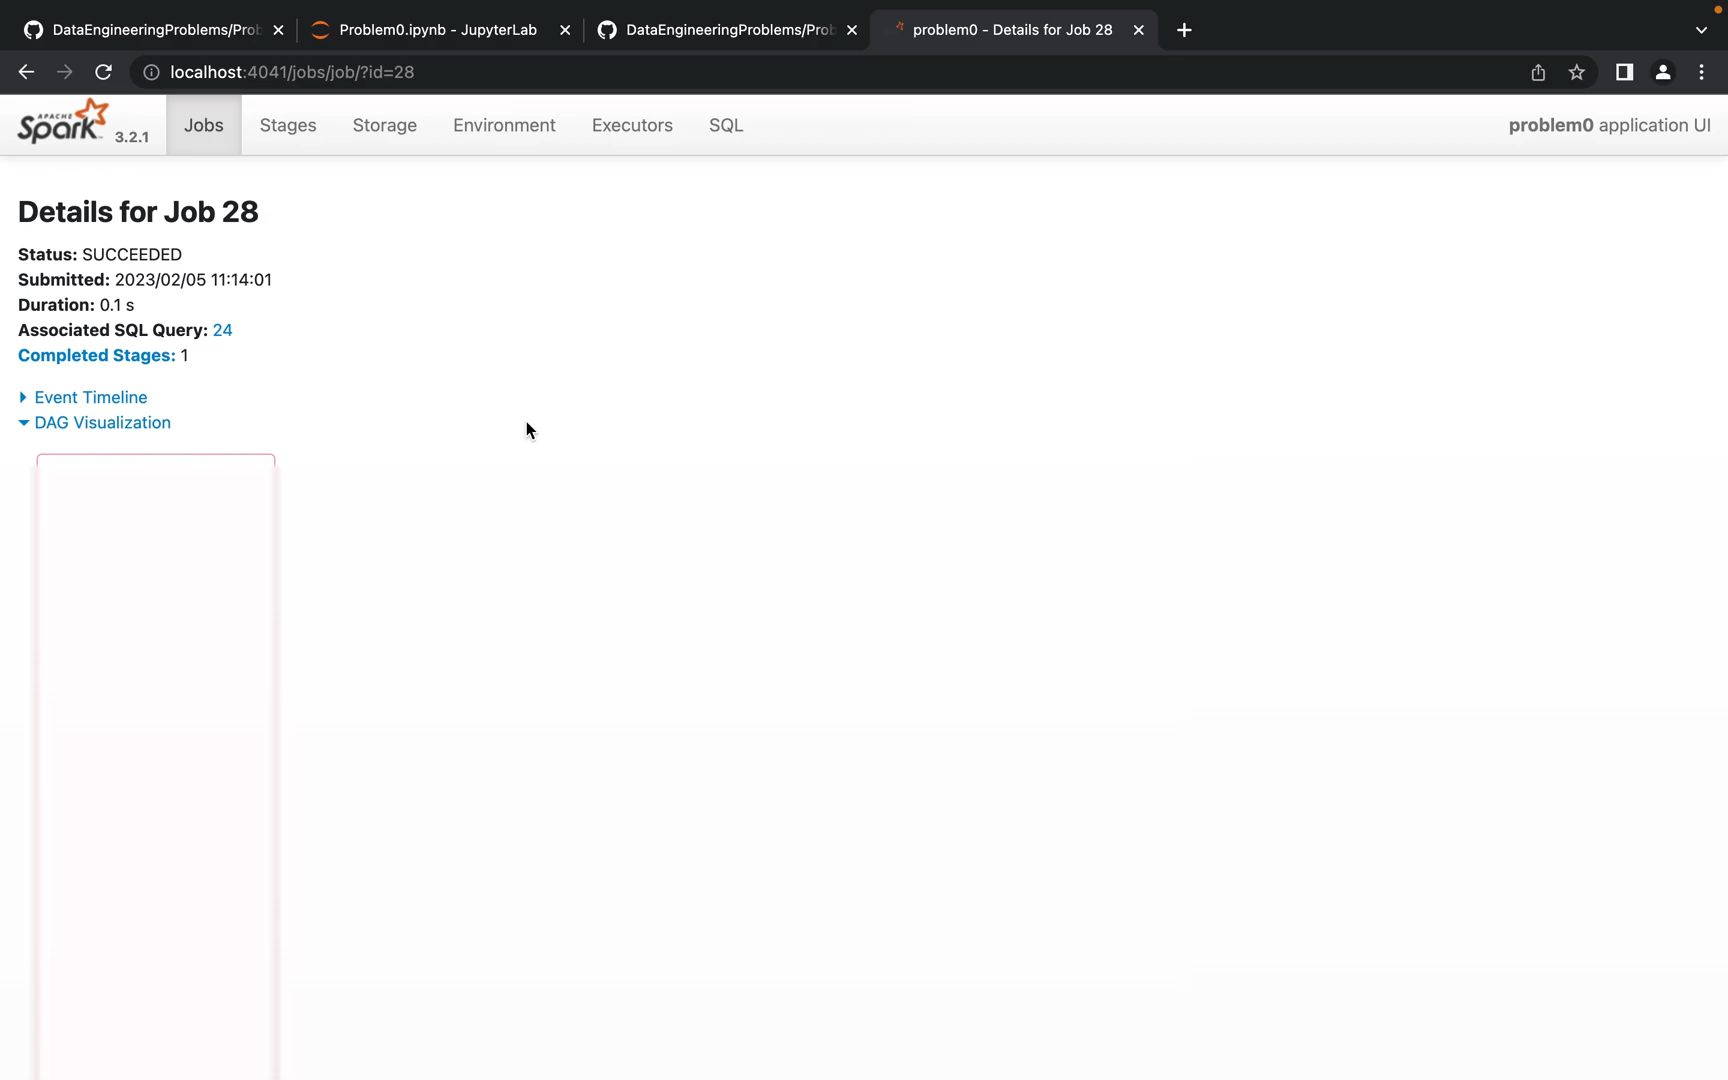 DataEngineeringProblems/Prob
Problem0.ipynb - JupyterLab
DataEngineeringProblems/Prob
problem0 - Details for Job 28
localhost:4041/jobs/job/?id=28
APACHE Spark 3.2.1
Jobs
Stages
Storage
Environment
Executors
SQL
problem0 application UI
Details for Job 28
Status: SUCCEEDED
Submitted: 2023/02/05 11:14:01
Duration: 0.1 s
Associated SQL Query: 24
Completed Stages: 1
Event Timeline
DAG Visualization